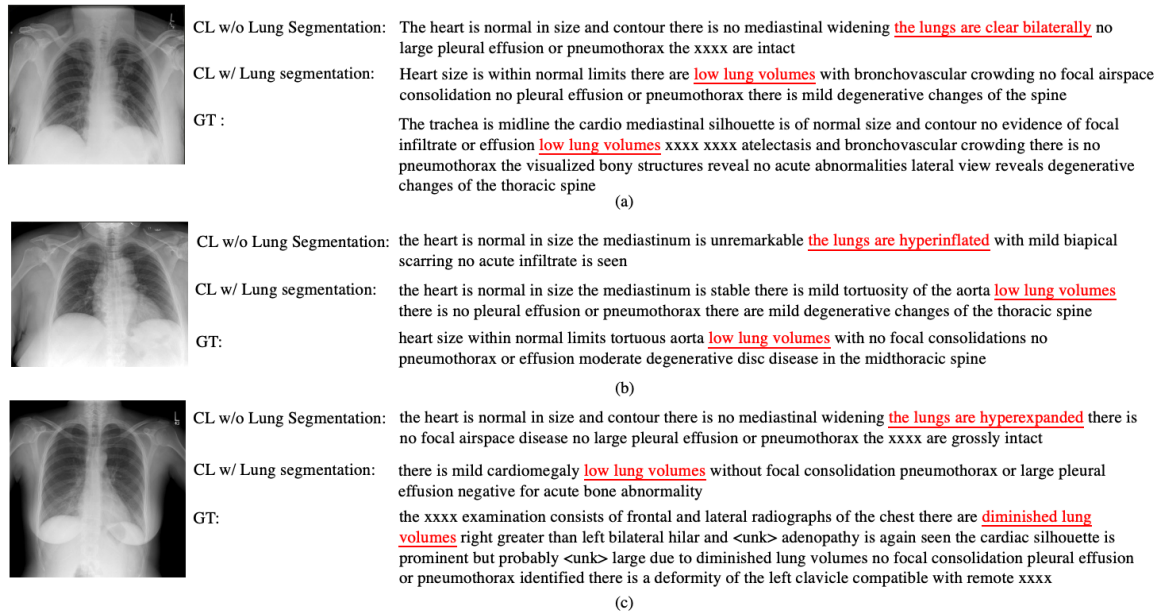 CL w/o Lung Segmentation: The heart is normal in size and contour there is no mediastinal widening the lungs are clear bilaterally no
large pleural effusion or pneumothorax the xxxx are intact
CL w/ Lung segmentation: Heart size is within normal limits there are low lung volumes with bronchovascular crowding no focal airspace
consolidation no pleural effusion or pneumothorax there is mild degenerative changes of the spine
GT : The trachea is midline the cardio mediastinal silhouette is of normal size and contour no evidence of focal
infiltrate or effusion low lung volumes xxxx xxxx atelectasis and bronchovascular crowding there is no
pneumothorax the visualized bony structures reveal no acute abnormalities lateral view reveals degenerative
changes of the thoracic spine
(a)
CL w/o Lung Segmentation: the heart is normal in size the mediastinum is unremarkable the lungs are hyperinflated with mild biapical
scarring no acute infiltrate is seen
CL w/ Lung segmentation: the heart is normal in size the mediastinum is stable there is mild tortuosity of the aorta low lung volumes
there is no pleural effusion or pneumothorax there are mild degenerative changes of the thoracic spine
GT: heart size within normal limits tortuous aorta low lung volumes with no focal consolidations no
pneumothorax or effusion moderate degenerative disc disease in the midthoracic spine
(b)
CL w/o Lung Segmentation: the heart is normal in size and contour there is no mediastinal widening the lungs are hyperexpanded there is
no focal airspace disease no large pleural effusion or pneumothorax the xxxx are grossly intact
CL w/ Lung segmentation: there is mild cardiomegaly low lung volumes without focal consolidation pneumothorax or large pleural
effusion negative for acute bone abnormality
GT: the xxxx examination consists of frontal and lateral radiographs of the chest there are diminished lung
volumes right greater than left bilateral hilar and <unk> adenopathy is again seen the cardiac silhouette is
prominent but probably <unk> large due to diminished lung volumes no focal consolidation pleural effusion
or pneumothorax identified there is a deformity of the left clavicle compatible with remote xxxx
(c)